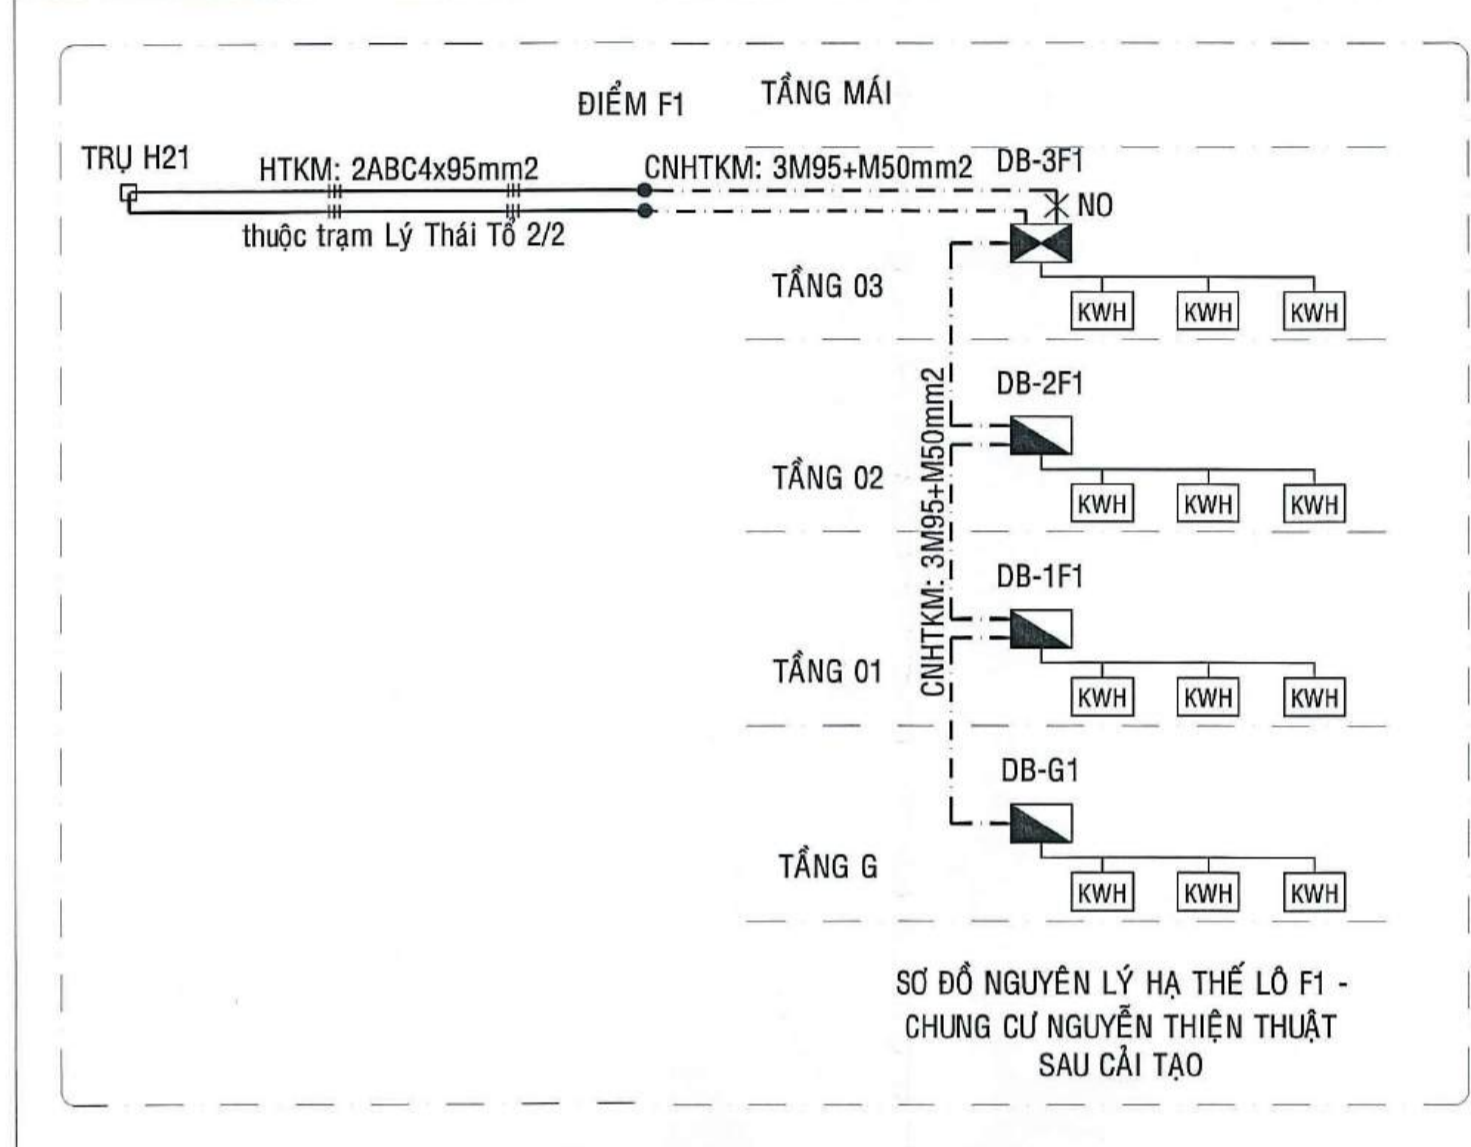 TẦNG MÁI
ĐIỂM F1
TRỤ H21
HTKM: 2ABC4x95mm2
CNHTKM: 3M95+M50mm2
DB-3F1
NO
thuộc trạm Lý Thái Tổ 2/2
TẦNG 03
KWH KWH KWH
DB-2F1
CNHTKM: 3M95+M50mm2
TẦNG 02
KWH KWH KWH
DB-1F1
TẦNG 01
KWH KWH KWH
DB-G1
TẦNG G
KWH KWH KWH
SƠ ĐỒ NGUYÊN LÝ HẠ THẾ LÔ F1 -
CHUNG CƯ NGUYỄN THIỆN THUẬT
SAU CẢI TẠO